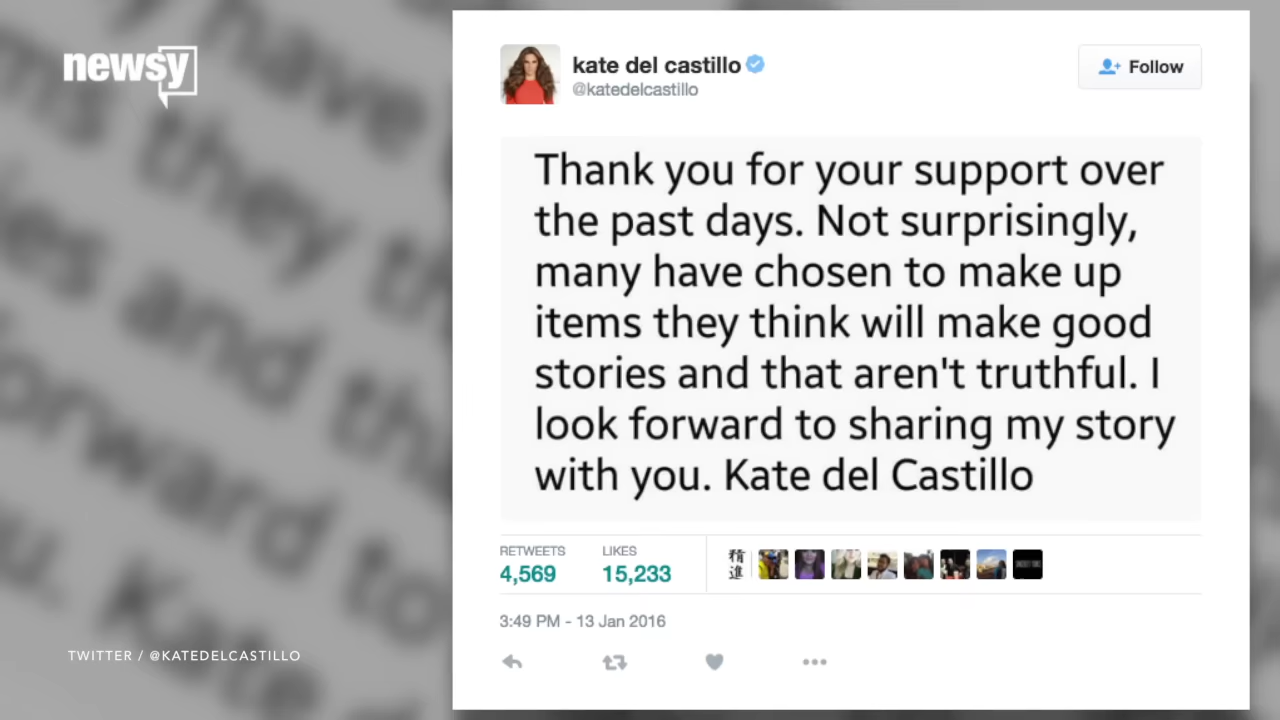 newsy
kate del castillo
@katedelcastillo
Follow
Thank you for your support over
the past days. Not surprisingly,
many have chosen to make up
items they think will make good
stories and that aren't truthful. I
look forward to sharing my story
with you. Kate del Castillo
RETWEETS LIKES
4,569 15,233
精
進
3:49 PM - 13 Jan 2016
TWITTER / @KATEDELCASTILLO